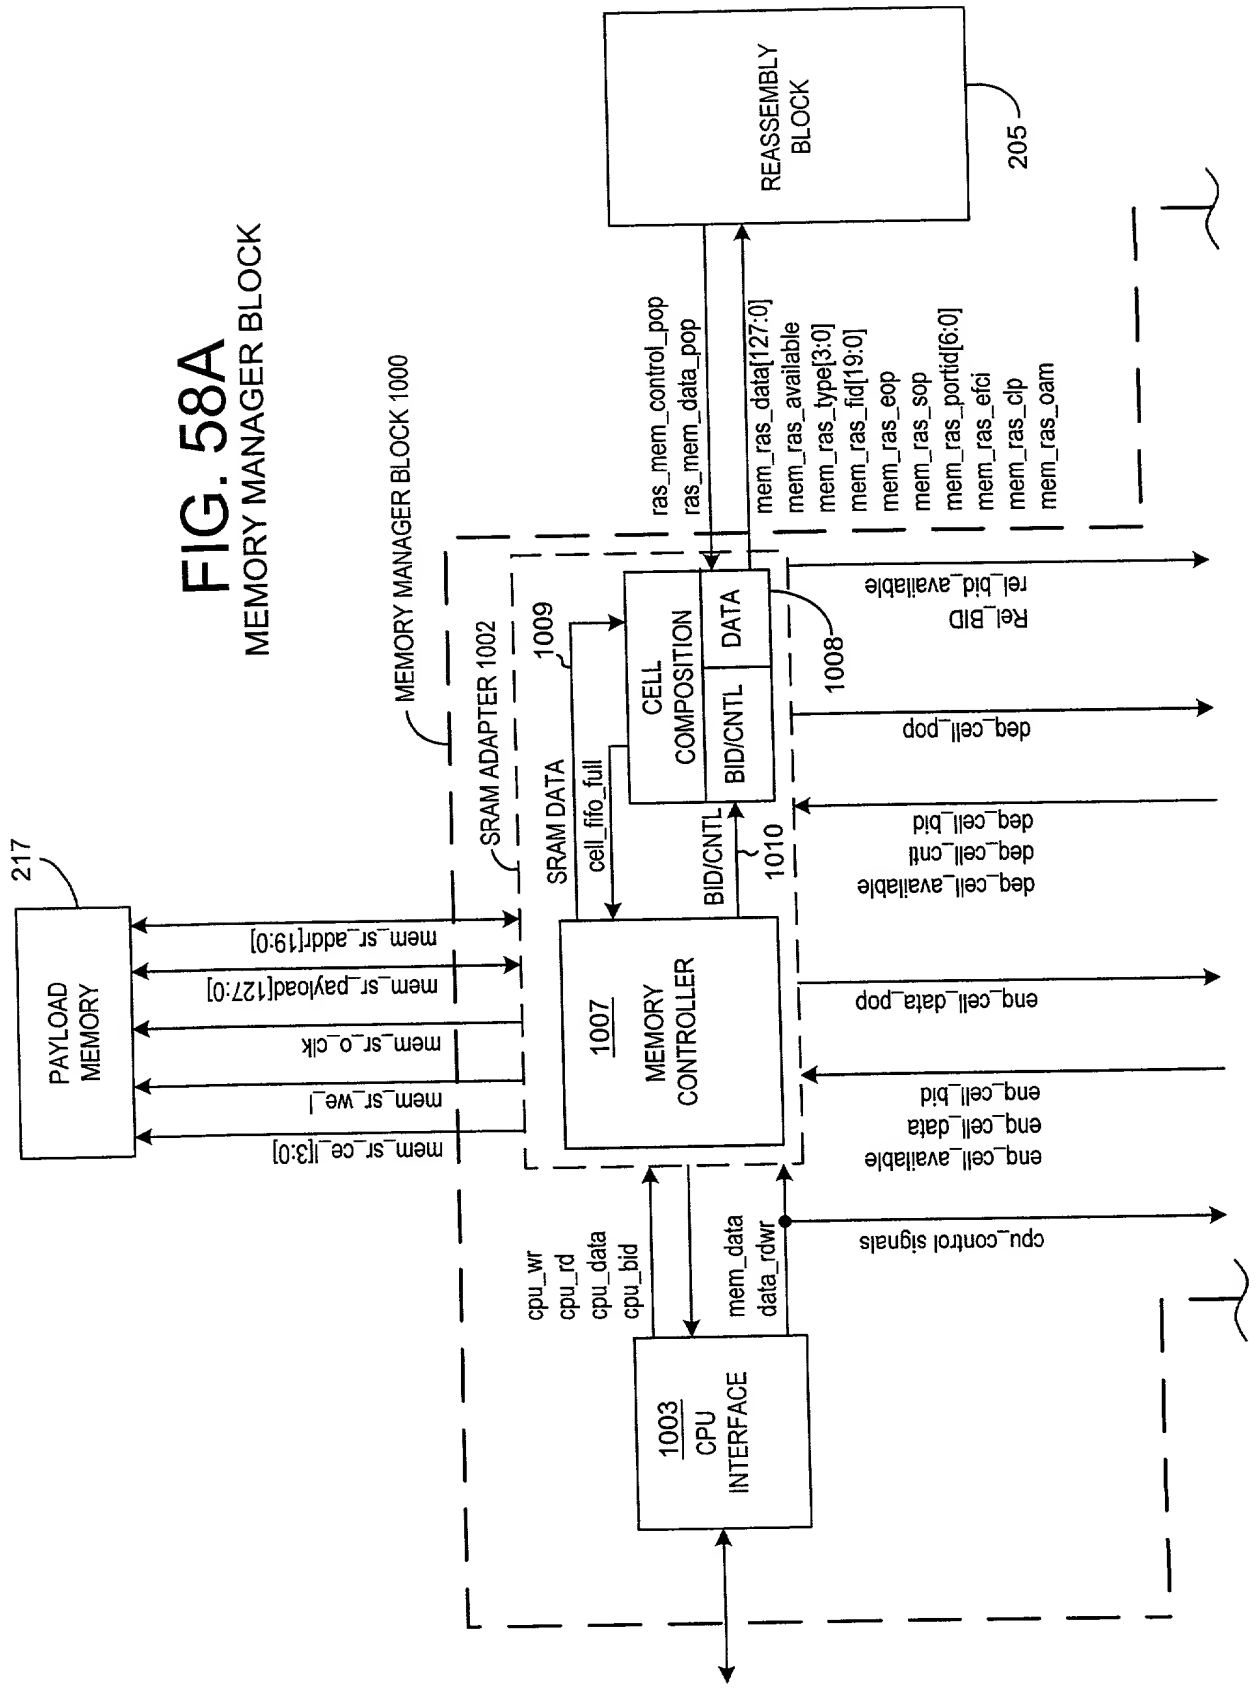 FIG. 58A
MEMORY MANAGER BLOCK
217
PAYLOAD
MEMORY
MEMORY MANAGER BLOCK 1000
mem_sr_ce_l[3:0]
mem_sr_we_l
mem_sr_o_clk
mem_sr_payload[127:0]
mem_sr_addr[19:0]
SRAM ADAPTER 1002
SRAM DATA
1009
cell_fifo_full
BID/CNTL
1010
1007
MEMORY
CONTROLLER
CELL
COMPOSITION
BID/CNTL
DATA
1008
cpu_wr
cpu_rd
cpu_data
cpu_bid
mem_data
data_rdwr
1003
CPU
INTERFACE
ras_mem_control_pop
ras_mem_data_pop
mem_ras_data[127:0]
mem_ras_available
mem_ras_type[3:0]
mem_ras_fid[19:0]
mem_ras_eop
mem_ras_sop
mem_ras_portid[6:0]
mem_ras_efci
mem_ras_clp
mem_ras_oam
REASSEMBLY
BLOCK
205
cpu_control signals
enq_cell_available
enq_cell_data
enq_cell_bid
enq_cell_data_pop
deq_cell_available
deq_cell_cntl
deq_cell_bid
deq_cell_pop
Rel_BID
rel_bid_available